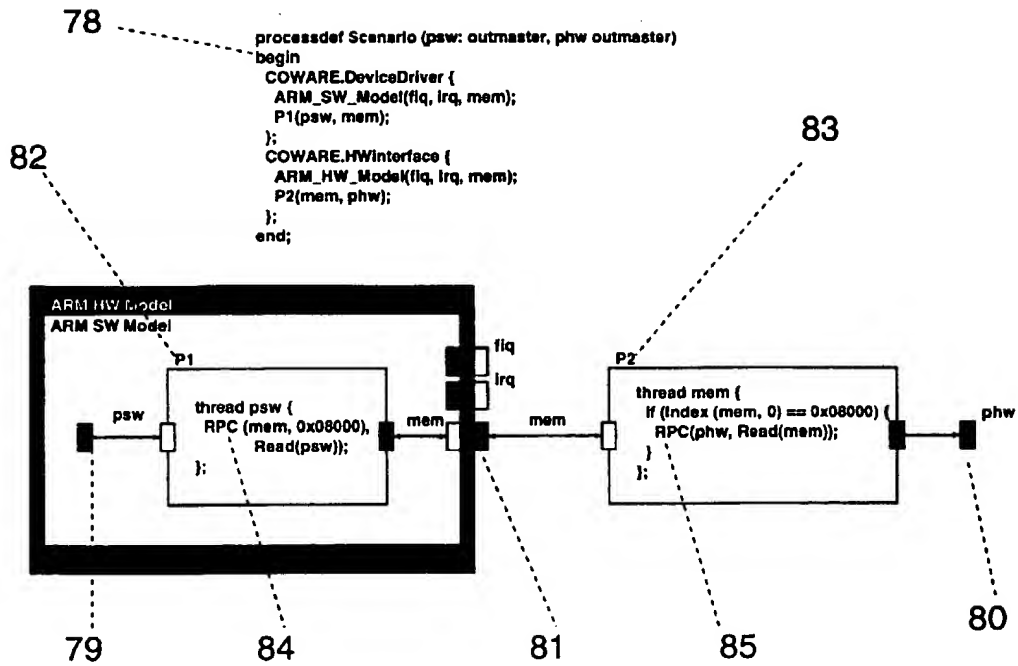 78
processdef Scenario (psw: outmaster, phw outmaster)
begin
COWARE.DeviceDriver {
ARM_SW_Model(fiq, irq, mem);
P1(psw, mem);
};
COWARE.HWInterface {
ARM_HW_Model(fiq, irq, mem);
P2(mem, phw);
};
end;
82
83
ARM HW Model
ARM SW Model
P1
psw
thread psw {
RPC (mem, 0x08000),
Read(psw));
};
mem
fiq
irq
mem
P2
thread mem {
If (Index (mem, 0) == 0x08000) {
RPC(phw, Read(mem));
}
};
phw
79
84
81
85
80